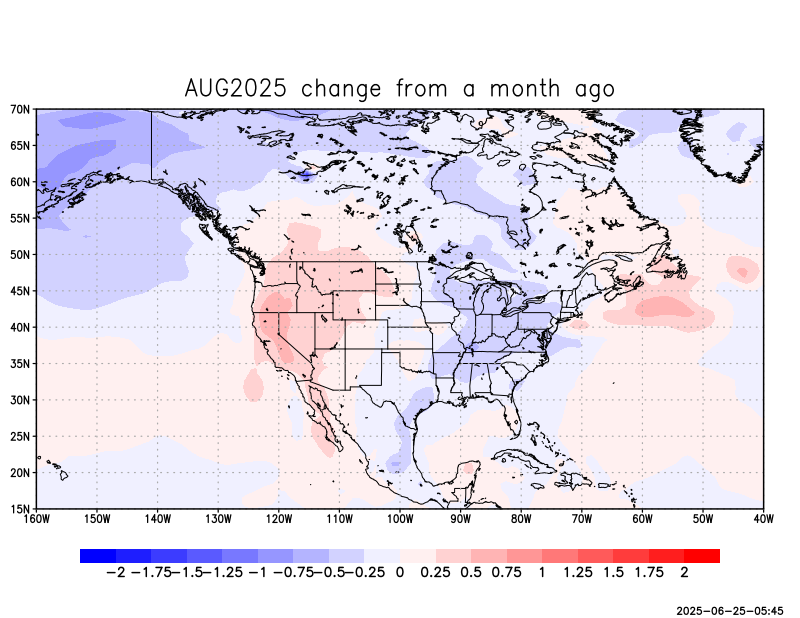 AUG2025 change from a month ago
70N
65N
60N
55N
50N
45N
40N
35N
30N
25N
20N
15N
160W 150W 140W 130W 120W 110W 100W 90W 80W 70W 60W 50W 40W
−2 −1.75 −1.5 −1.25 −1 −0.75 −0.5 −0.25 0 0.25 0.5 0.75 1 1.25 1.5 1.75 2
2025-06-25-05:45